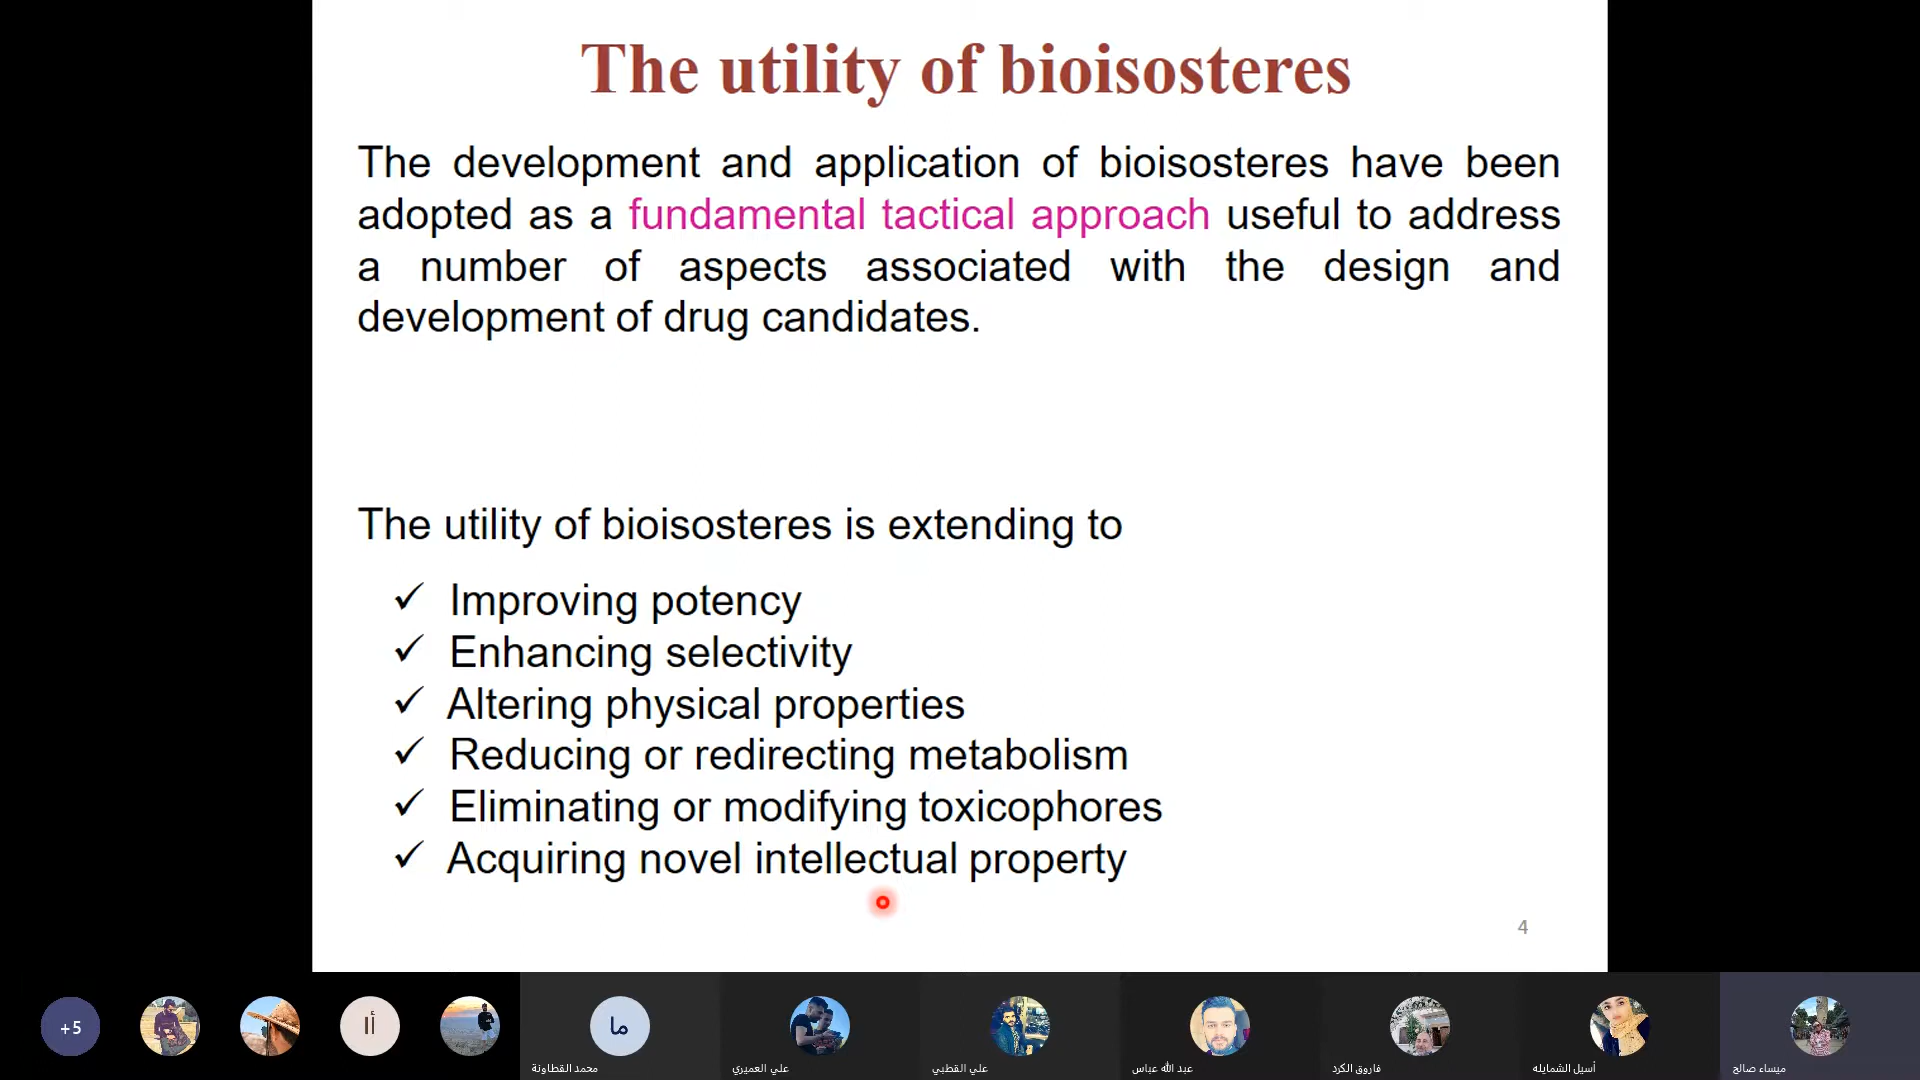 The utility of bioisosteres
The development and application of bioisosteres have been
adopted as a fundamental tactical approach useful to address
a number of aspects associated with the design and
development of drug candidates.
The utility of bioisosteres is extending to
✓ Improving potency
✓ Enhancing selectivity
✓ Altering physical properties
✓ Reducing or redirecting metabolism
✓ Eliminating or modifying toxicophores
✓ Acquiring novel intellectual property
4
+5
أا
ما
محمد القطاونة
علي العميري
علي القطبي
عبد الله عباس
فاروق الكرد
أسيل الشمايله
ميساء صالح